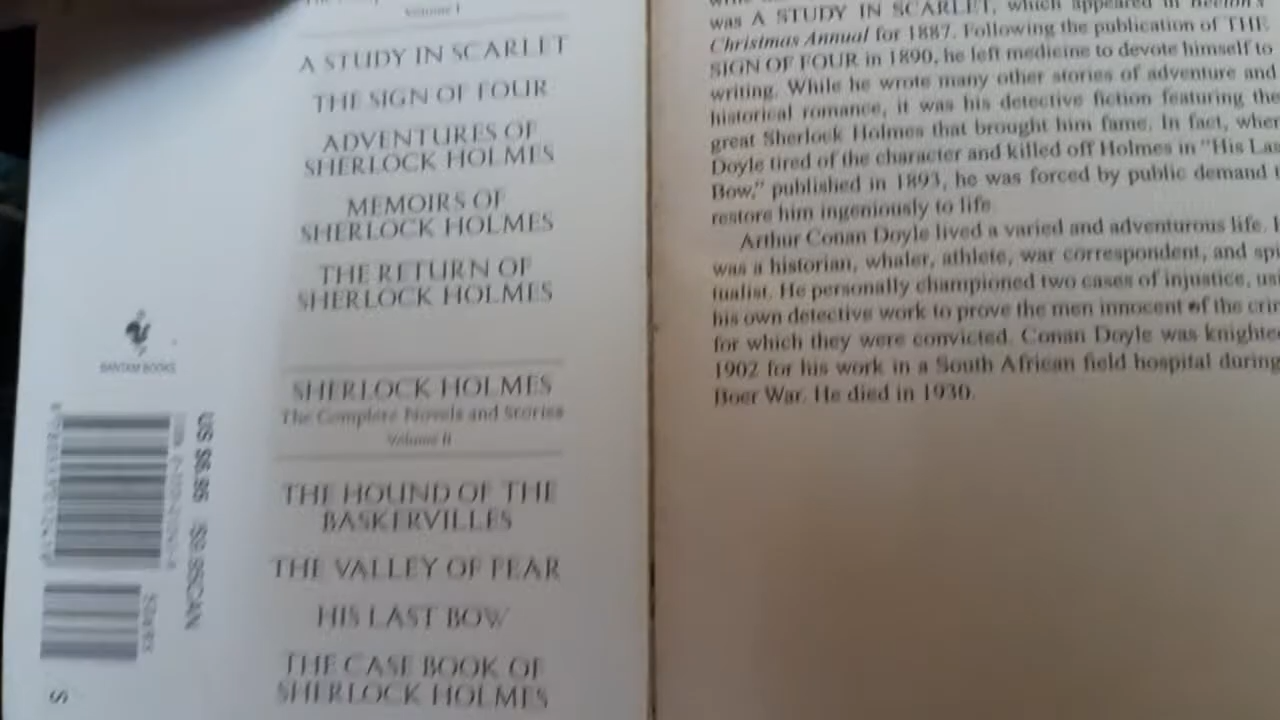 Volume I
A STUDY IN SCARLET
THE SIGN OF FOUR
ADVENTURES OF
SHERLOCK HOLMES
MEMOIRS OF
SHERLOCK HOLMES
THE RETURN OF
SHERLOCK HOLMES
SHERLOCK HOLMES
The Complete Novels and Stories
Volume II
THE HOUND OF THE
BASKERVILLES
THE VALLEY OF FEAR
HIS LAST BOW
THE CASE BOOK OF
SHERLOCK HOLMES
BANTAM BOOKS
US $6.95
S
was A STUDY IN SCARLET, which appeared in Beeton's
Christmas Annual for 1887. Following the publication of THE
SIGN OF FOUR in 1890, he left medicine to devote himself to
writing. While he wrote many other stories of adventure and
historical romance, it was his detective fiction featuring the
great Sherlock Holmes that brought him fame. In fact, when
Doyle tired of the character and killed off Holmes in "His Las
Bow," published in 1893, he was forced by public demand t
restore him ingeniously to life
Arthur Conan Doyle lived a varied and adventurous life. H
was a historian, whaler, athlete, war correspondent, and spi
tualist. He personally championed two cases of injustice, usi
his own detective work to prove the men innocent of the crim
for which they were convicted. Conan Doyle was knighted
1902 for his work in a South African field hospital during
Boer War. He died in 1930.